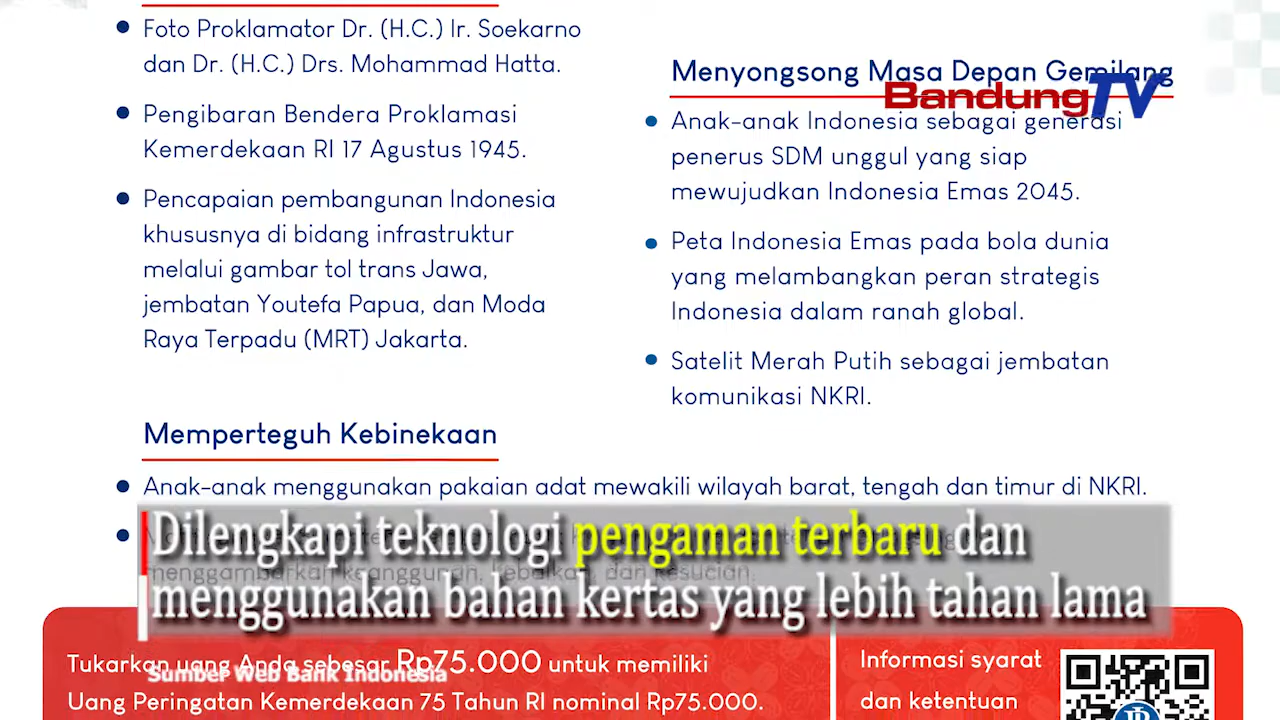 Foto Proklamator Dr. (H.C.) Ir. Soekarno
dan Dr. (H.C.) Drs. Mohammad Hatta.
Pengibaran Bendera Proklamasi
Kemerdekaan RI 17 Agustus 1945.
Pencapaian pembangunan Indonesia
khususnya di bidang infrastruktur
melalui gambar tol trans Jawa,
jembatan Youtefa Papua, dan Moda
Raya Terpadu (MRT) Jakarta.
Menyongsong Masa Depan Gemilang
BandungTV
Anak-anak Indonesia sebagai generasi
penerus SDM unggul yang siap
mewujudkan Indonesia Emas 2045.
Peta Indonesia Emas pada bola dunia
yang melambangkan peran strategis
Indonesia dalam ranah global.
Satelit Merah Putih sebagai jembatan
komunikasi NKRI.
Memperteguh Kebinekaan
Anak-anak menggunakan pakaian adat mewakili wilayah barat, tengah dan timur di NKRI.
Dilengkapi teknologi pengaman terbaru dan
menggambarkan keanggunan, kebaikan, dan kesucian.
menggunakan bahan kertas yang lebih tahan lama
Tukarkan uang Anda sebesar Rp75.000 untuk memiliki
Sumber Web Bank Indonesia
Uang Peringatan Kemerdekaan 75 Tahun RI nominal Rp75.000.
Informasi syarat
dan ketentuan